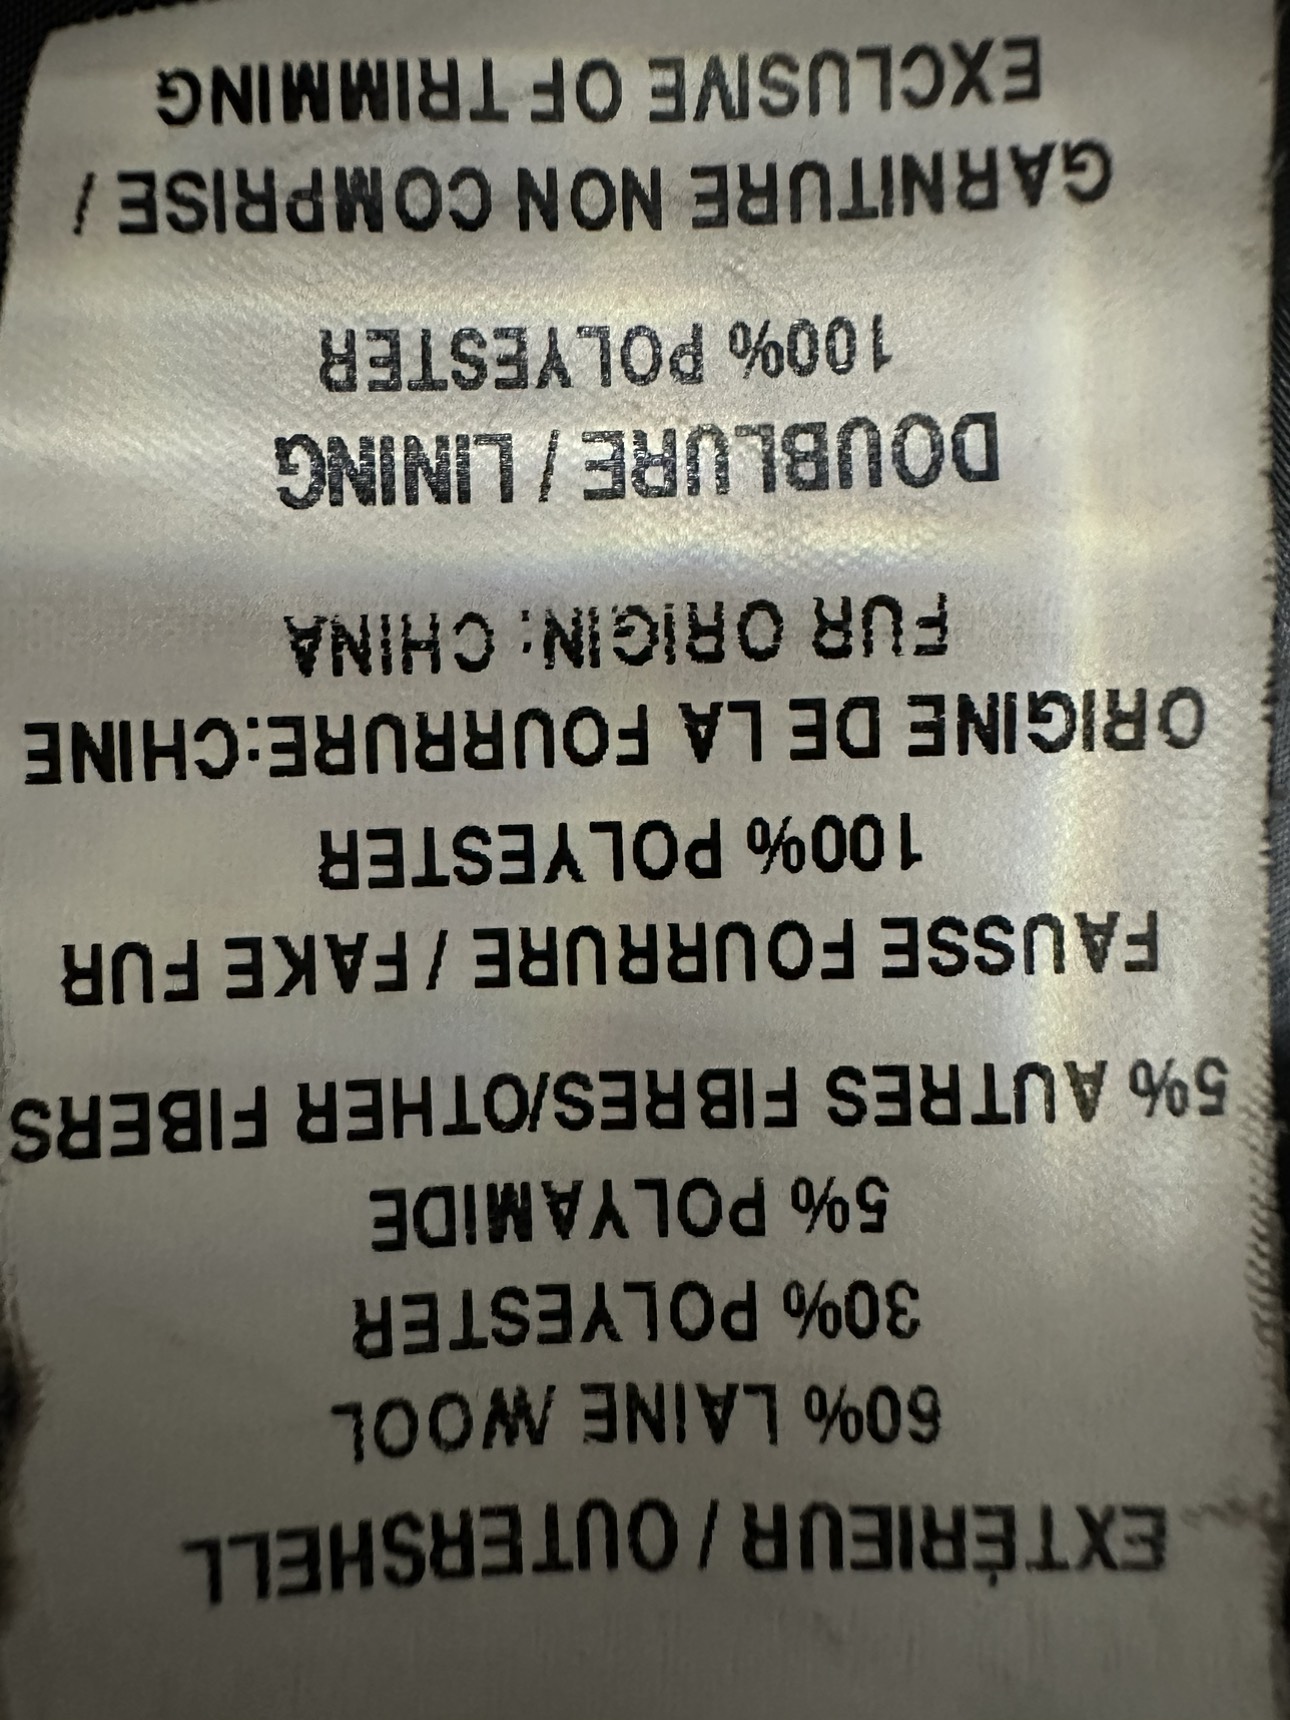 EXTÉRIEUR / OUTERSHELL
60% LAINE /WOOL
30% POLYESTER
5% POLYAMIDE
5% AUTRES FIBRES/OTHER FIBERS
FAUSSE FOURRURE / FAKE FUR
100% POLYESTER
ORIGINE DE LA FOURRURE:CHINE
FUR ORIGIN: CHINA
DOUBLURE / LINING
100% POLYESTER
GARNITURE NON COMPRISE /
EXCLUSIVE OF TRIMMING